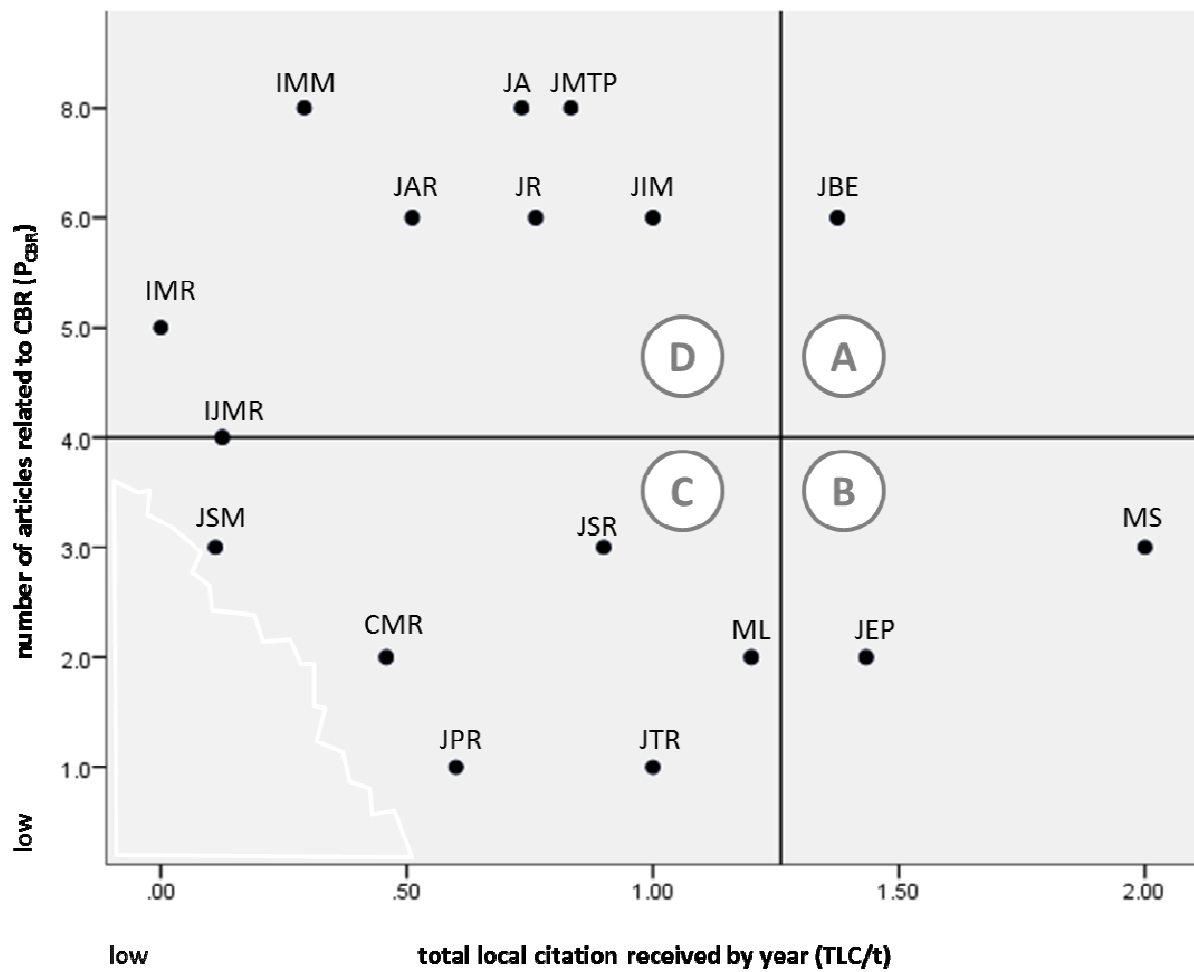 IMM JA JMTP
8.0
JAR JR JIM JBE
6.0
IMR
5.0
D A
IJMR
4.0
C B
JSM JSR MS
3.0
CMR ML JEP
2.0
JPR JTR
1.0
number of articles related to CBR (PCBR)
low
.00 .50 1.00 1.50 2.00
low total local citation received by year (TLC/t)